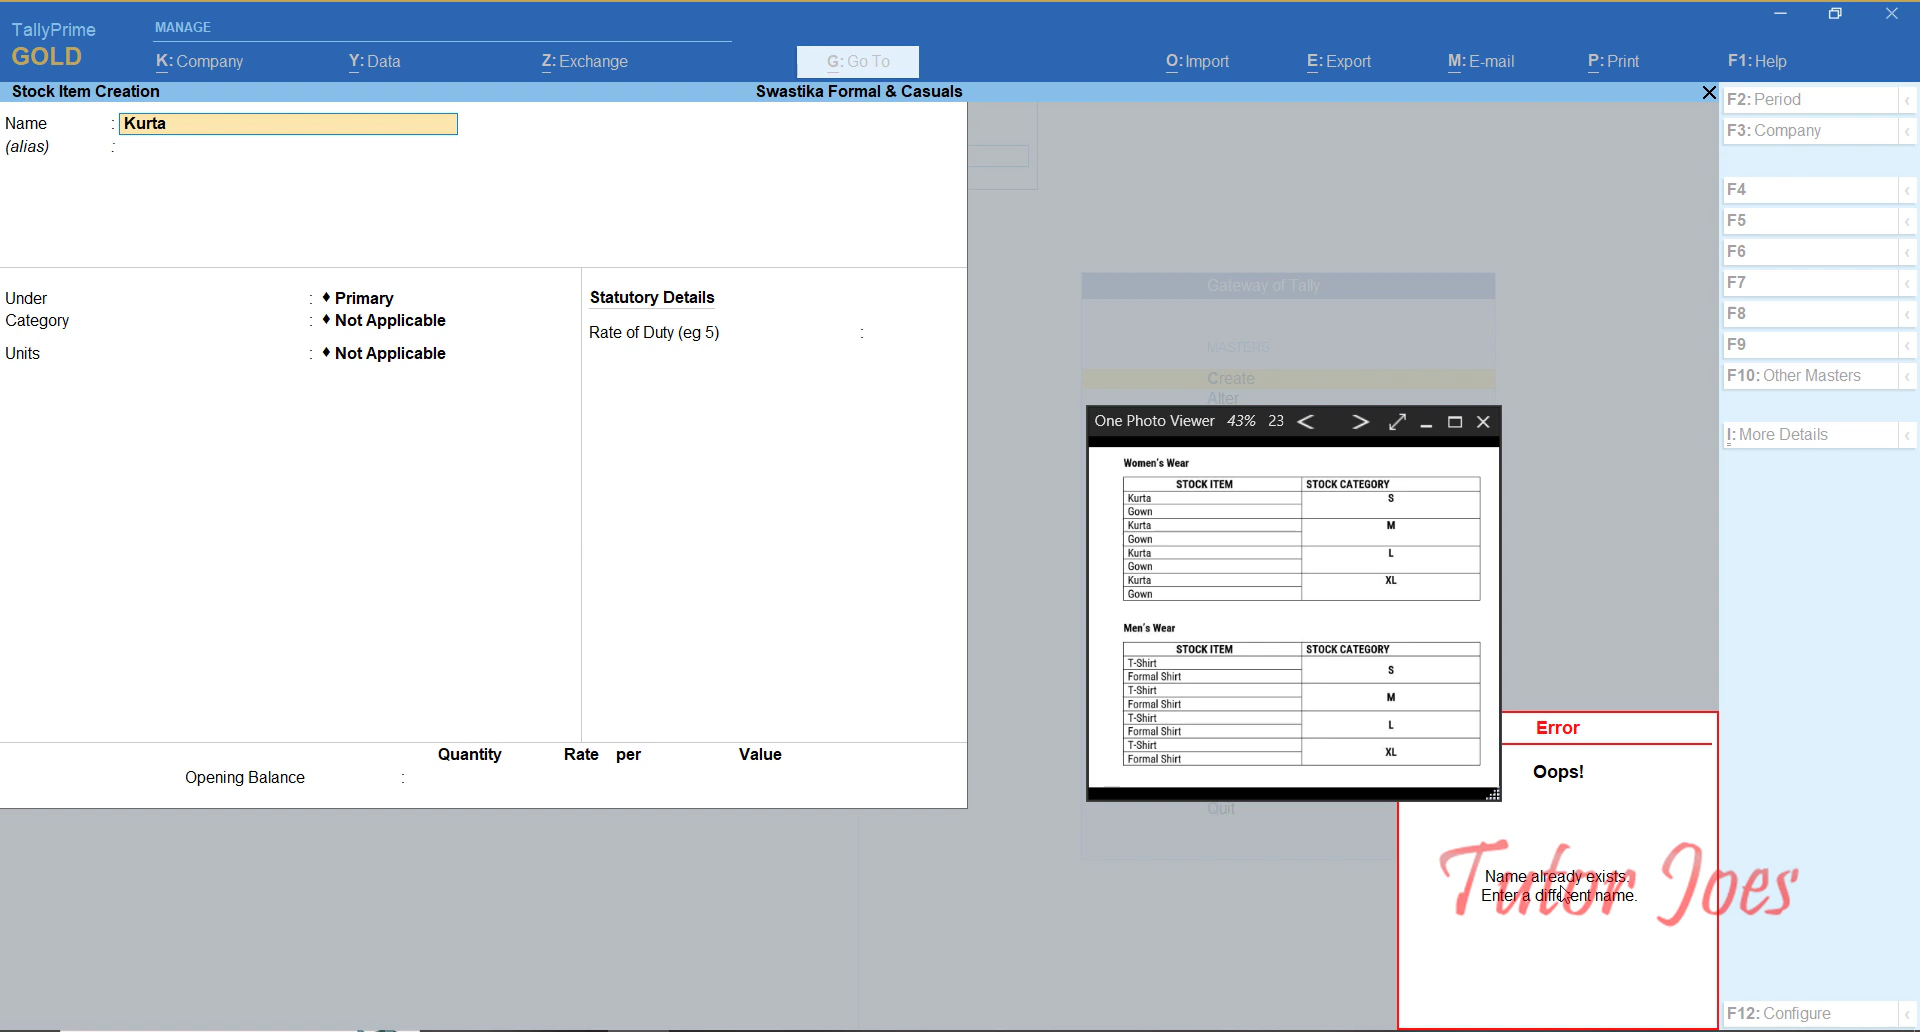 TallyPrime
GOLD
MANAGE
K: Company
Y: Data
Z: Exchange
G: Go To
O: Import
E: Export
M: E-mail
P: Print
F1: Help
Stock Item Creation
Swastika Formal & Casuals
Name : Kurta
(alias) :
Under : ♦ Primary
Category : ♦ Not Applicable
Units : ♦ Not Applicable
Statutory Details
Rate of Duty (eg 5) :
Quantity Rate per Value
Opening Balance :
Gateway of Tally
MASTERS
Create
Alter
Quit
One Photo Viewer 43% 23
Women's Wear
STOCK ITEM STOCK CATEGORY
Kurta S
Gown
Kurta M
Gown
Kurta L
Gown
Kurta XL
Gown
Men's Wear
STOCK ITEM STOCK CATEGORY
T-Shirt S
Formal Shirt
T-Shirt M
Formal Shirt
T-Shirt L
Formal Shirt
T-Shirt XL
Formal Shirt
Error
Oops!
Name already exists.
Enter a different name.
Tutor Joes
F2: Period
F3: Company
F4
F5
F6
F7
F8
F9
F10: Other Masters
I: More Details
F12: Configure